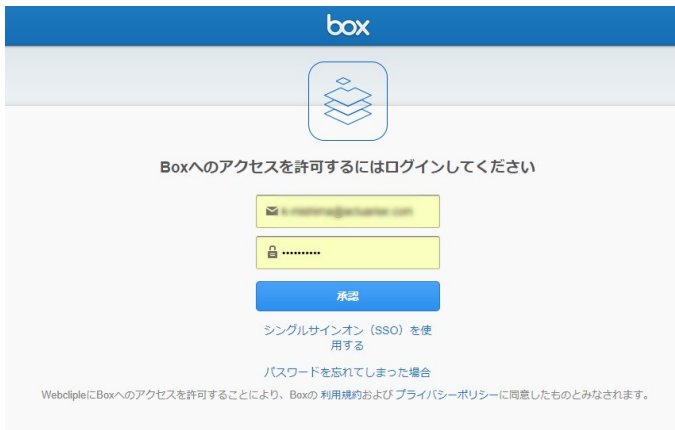 box
Boxへのアクセスを許可するにはログインしてください
承認
シングルサインオン（SSO）を使
用する
パスワードを忘れてしまった場合
WebclipleにBoxへのアクセスを許可することにより、Boxの 利用規約および プライバシーポリシーに同意したものとみなされます。